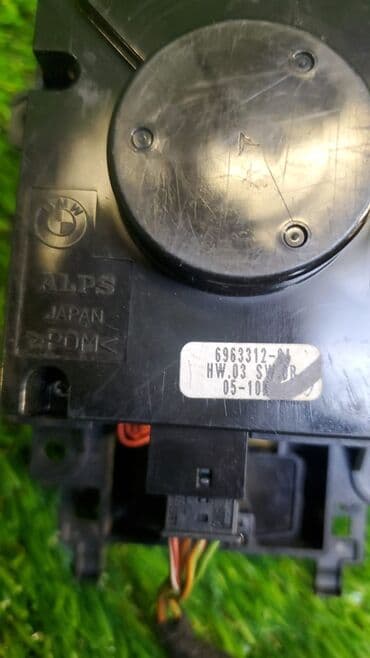 BMW
ALPS
JAPAN
>POM<
6963312-
HW.03
05-10